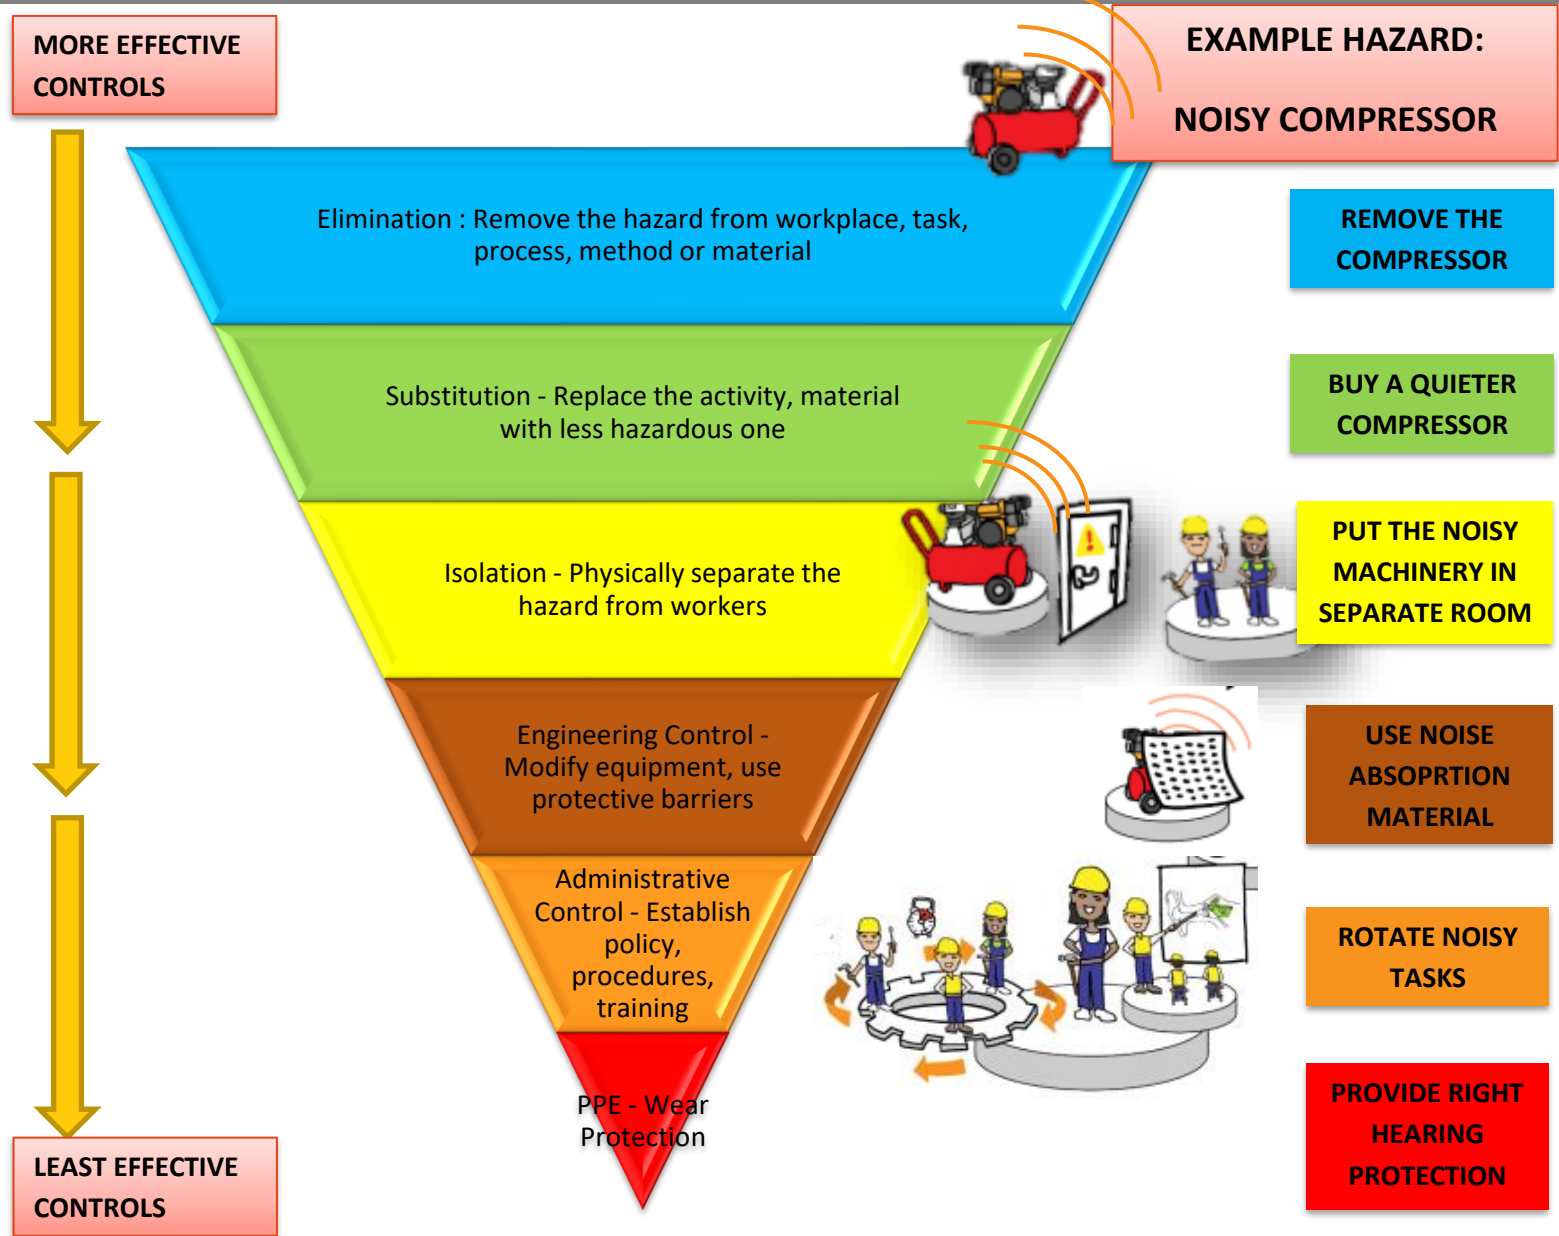 MORE EFFECTIVE
CONTROLS
EXAMPLE HAZARD:
NOISY COMPRESSOR
Elimination : Remove the hazard from workplace, task,
process, method or material
REMOVE THE
COMPRESSOR
Substitution - Replace the activity, material
with less hazardous one
BUY A QUIETER
COMPRESSOR
Isolation - Physically separate the
hazard from workers
PUT THE NOISY
MACHINERY IN
SEPARATE ROOM
Engineering Control -
Modify equipment, use
protective barriers
USE NOISE
ABSOPRTION
MATERIAL
Administrative
Control - Establish
policy,
procedures,
training
ROTATE NOISY
TASKS
PPE - Wear
Protection
PROVIDE RIGHT
HEARING
PROTECTION
LEAST EFFECTIVE
CONTROLS